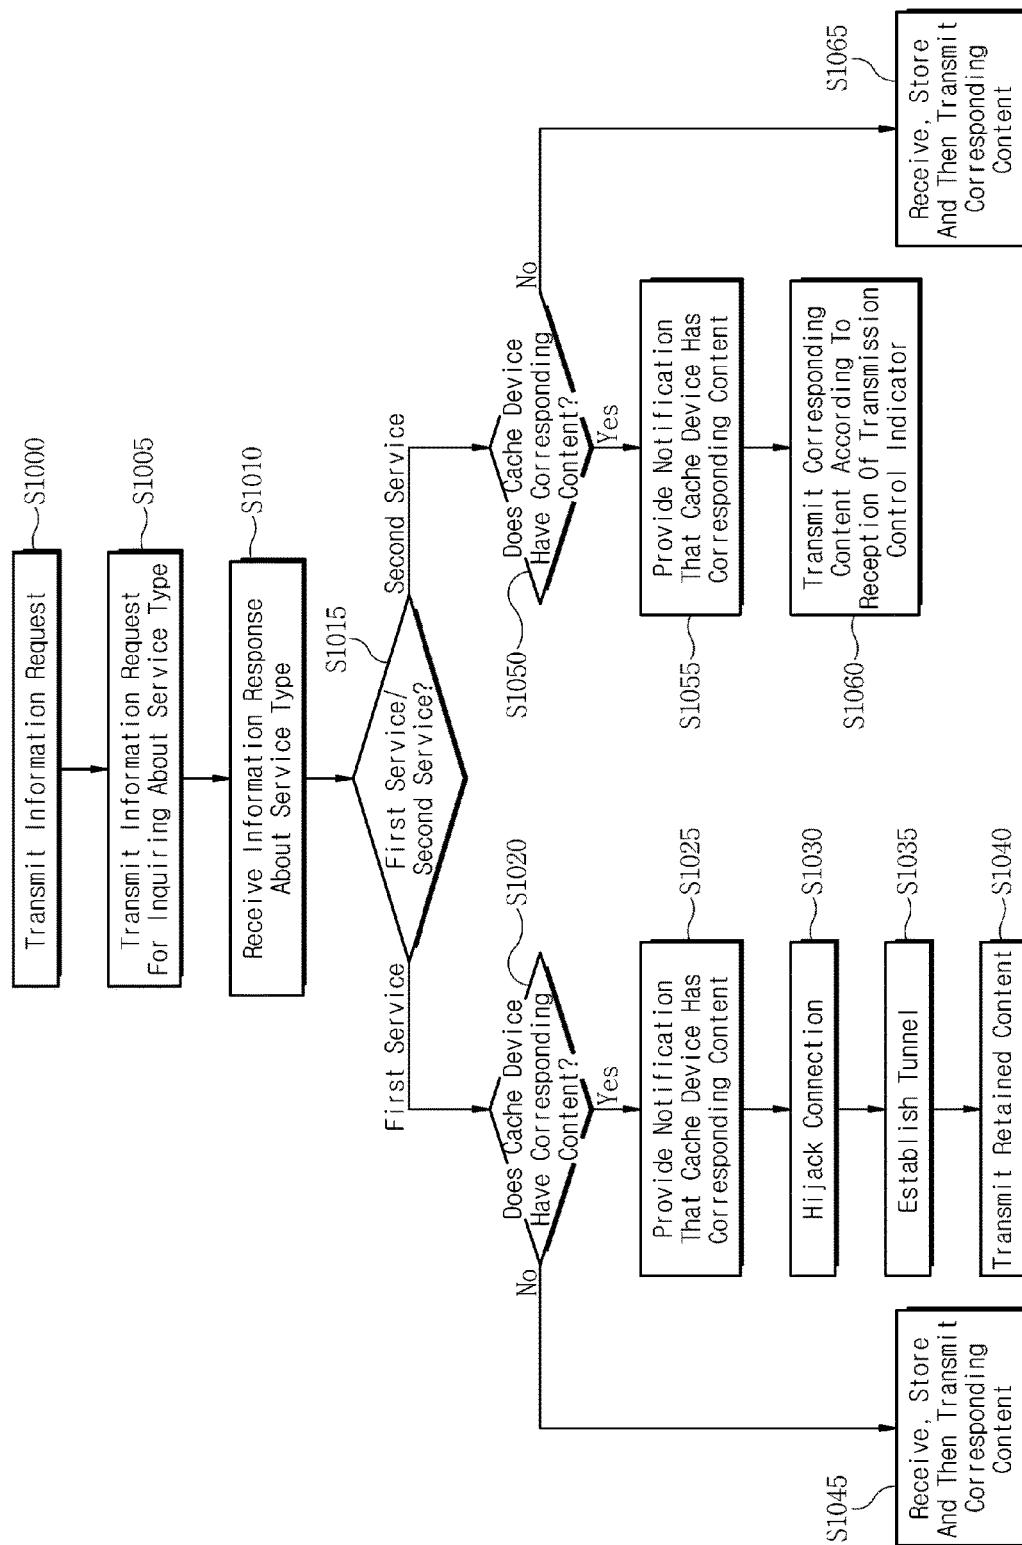 Transmit Information Request
S1000
Transmit Information Request
For Inquiring About Service Type
S1005
Receive Information Response
About Service Type
S1010
First Service/
Second Service?
S1015
First Service
Second Service
Does Cache Device
Have Corresponding
Content?
S1020
No
Yes
Provide Notification
That Cache Device Has
Corresponding Content
S1025
Hijack Connection
S1030
Establish Tunnel
S1035
Transmit Retained Content
S1040
Receive, Store
And Then Transmit
Corresponding
Content
S1045
Does Cache Device
Have Corresponding
Content?
S1050
No
Yes
Provide Notification
That Cache Device Has
Corresponding Content
S1055
Transmit Corresponding
Content According To
Reception Of Transmission
Control Indicator
S1060
Receive, Store
And Then Transmit
Corresponding
Content
S1065